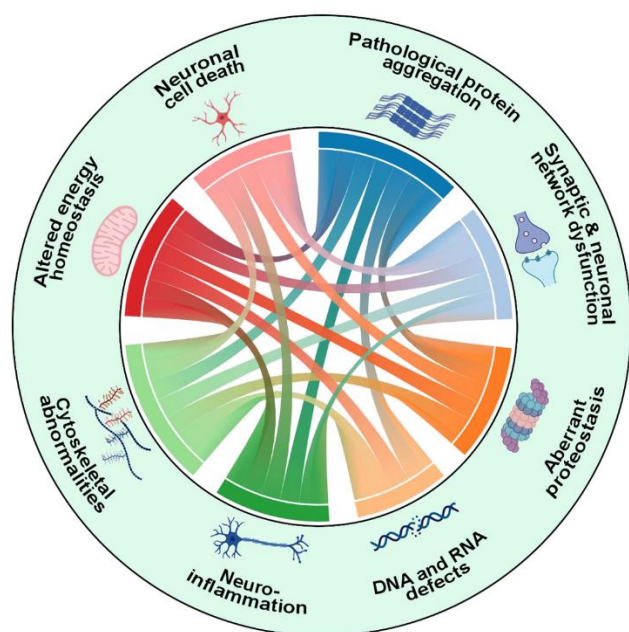 Pathological protein
aggregation
Synaptic & neuronal
network dysfunction
Aberrant
proteostasis
DNA and RNA
defects
Neuro-
inflammation
Cytoskeletal
abnormalities
Altered energy
homeostasis
Neuronal
cell death